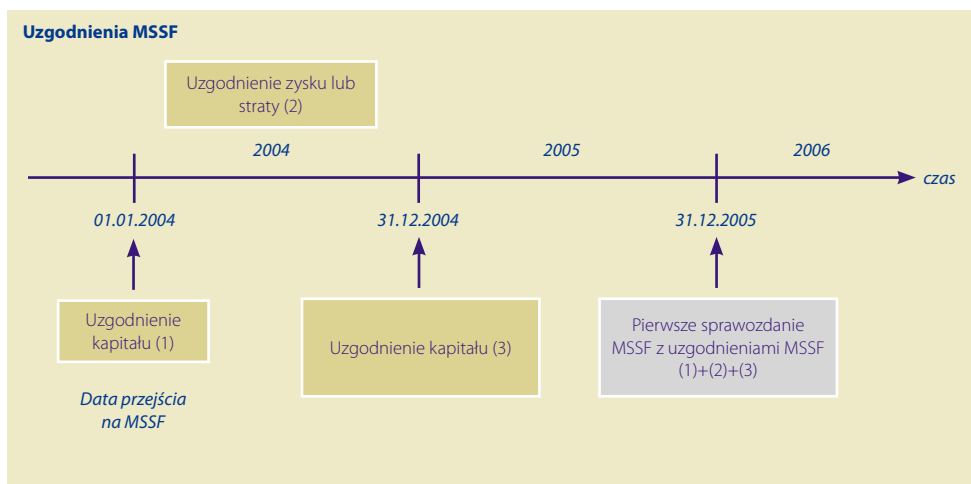 Uzgodnienia MSSF
Uzgodnienie zysku lub
straty (2)
2004
2005
2006
czas
01.01.2004
31.12.2004
31.12.2005
Uzgodnienie
kapitału (1)
Uzgodnienie kapitału (3)
Pierwsze sprawozdanie
MSSF z uzgodnieniami MSSF
(1)+(2)+(3)
Data przejścia
na MSSF